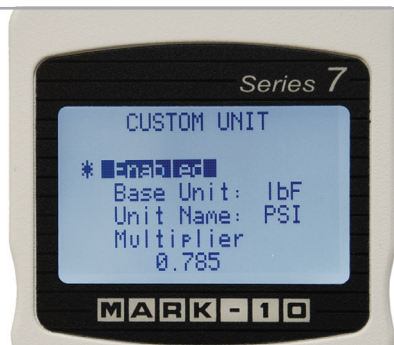 Series 7
CUSTOM UNIT
* Enabled
Base Unit: lbF
Unit Name: PSI
Multiplier
0.785
MARK-10